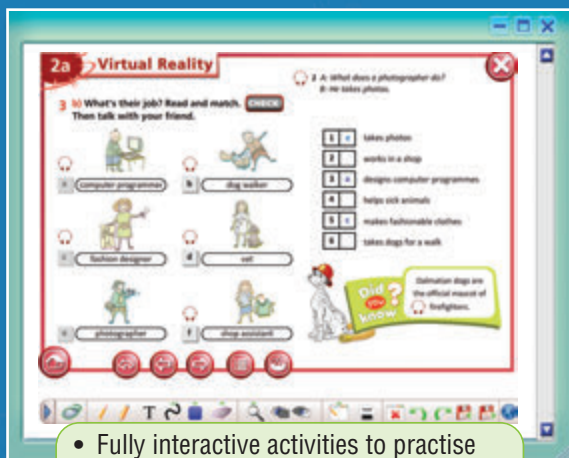 2a Virtual Reality
3 b) What's their job? Read and match. CHECK
Then talk with your friend.
1 A: What does a photographer do?
B: He takes photos.
a computer programmer
b dog walker
c fashion designer
d vet
e photographer
f shop assistant
1 e takes photos
2 works in a shop
3 a designs computer programmes
4 helps sick animals
5 c makes fashionable clothes
6 takes dogs for a walk
Did you know?
Dalmatian dogs are
the official mascot of
firefighters.
T
• Fully interactive activities to practise